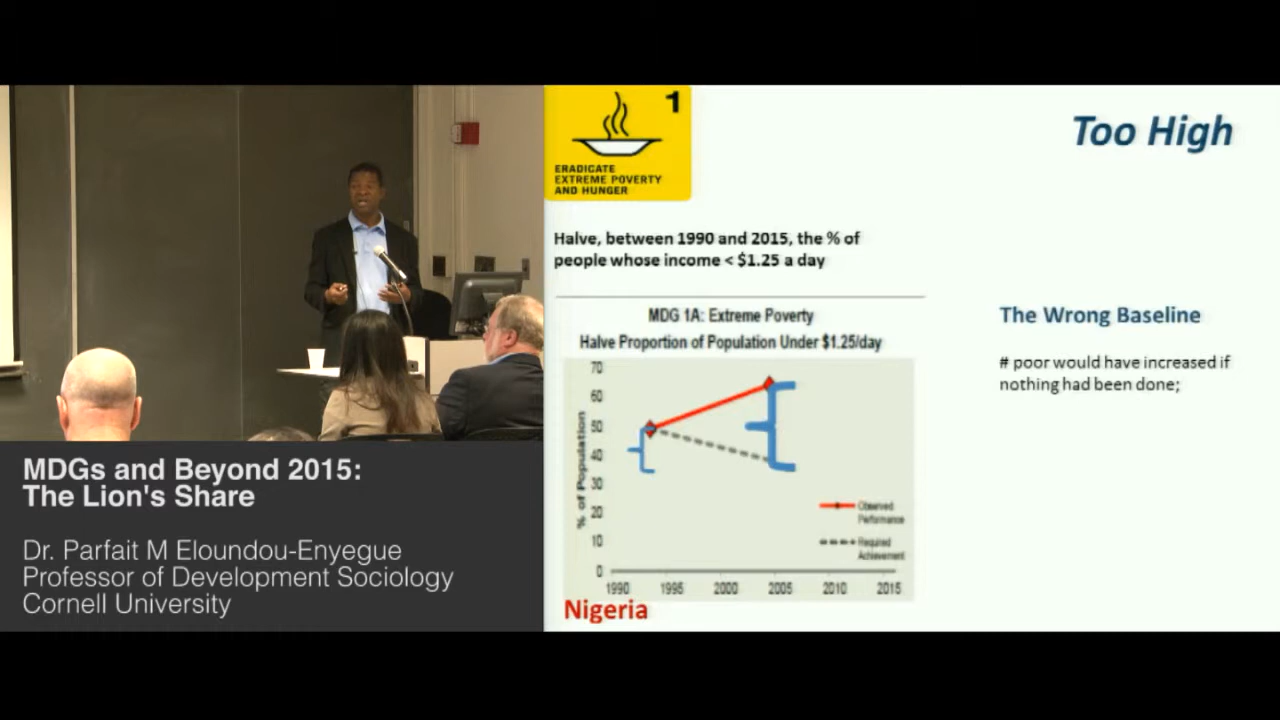 1
ERADICATE
EXTREME POVERTY
AND HUNGER
Too High
Halve, between 1990 and 2015, the % of
people whose income < $1.25 a day
MDG 1A: Extreme Poverty
Halve Proportion of Population Under $1.25/day
70
60
50
40
30
20
10
0
% of Population
Observed
Performance
Required
Achievement
1990 1995 2000 2005 2010 2015
Nigeria
The Wrong Baseline
# poor would have increased if
nothing had been done;
MDGs and Beyond 2015:
The Lion's Share
Dr. Parfait M Eloundou-Enyegue
Professor of Development Sociology
Cornell University